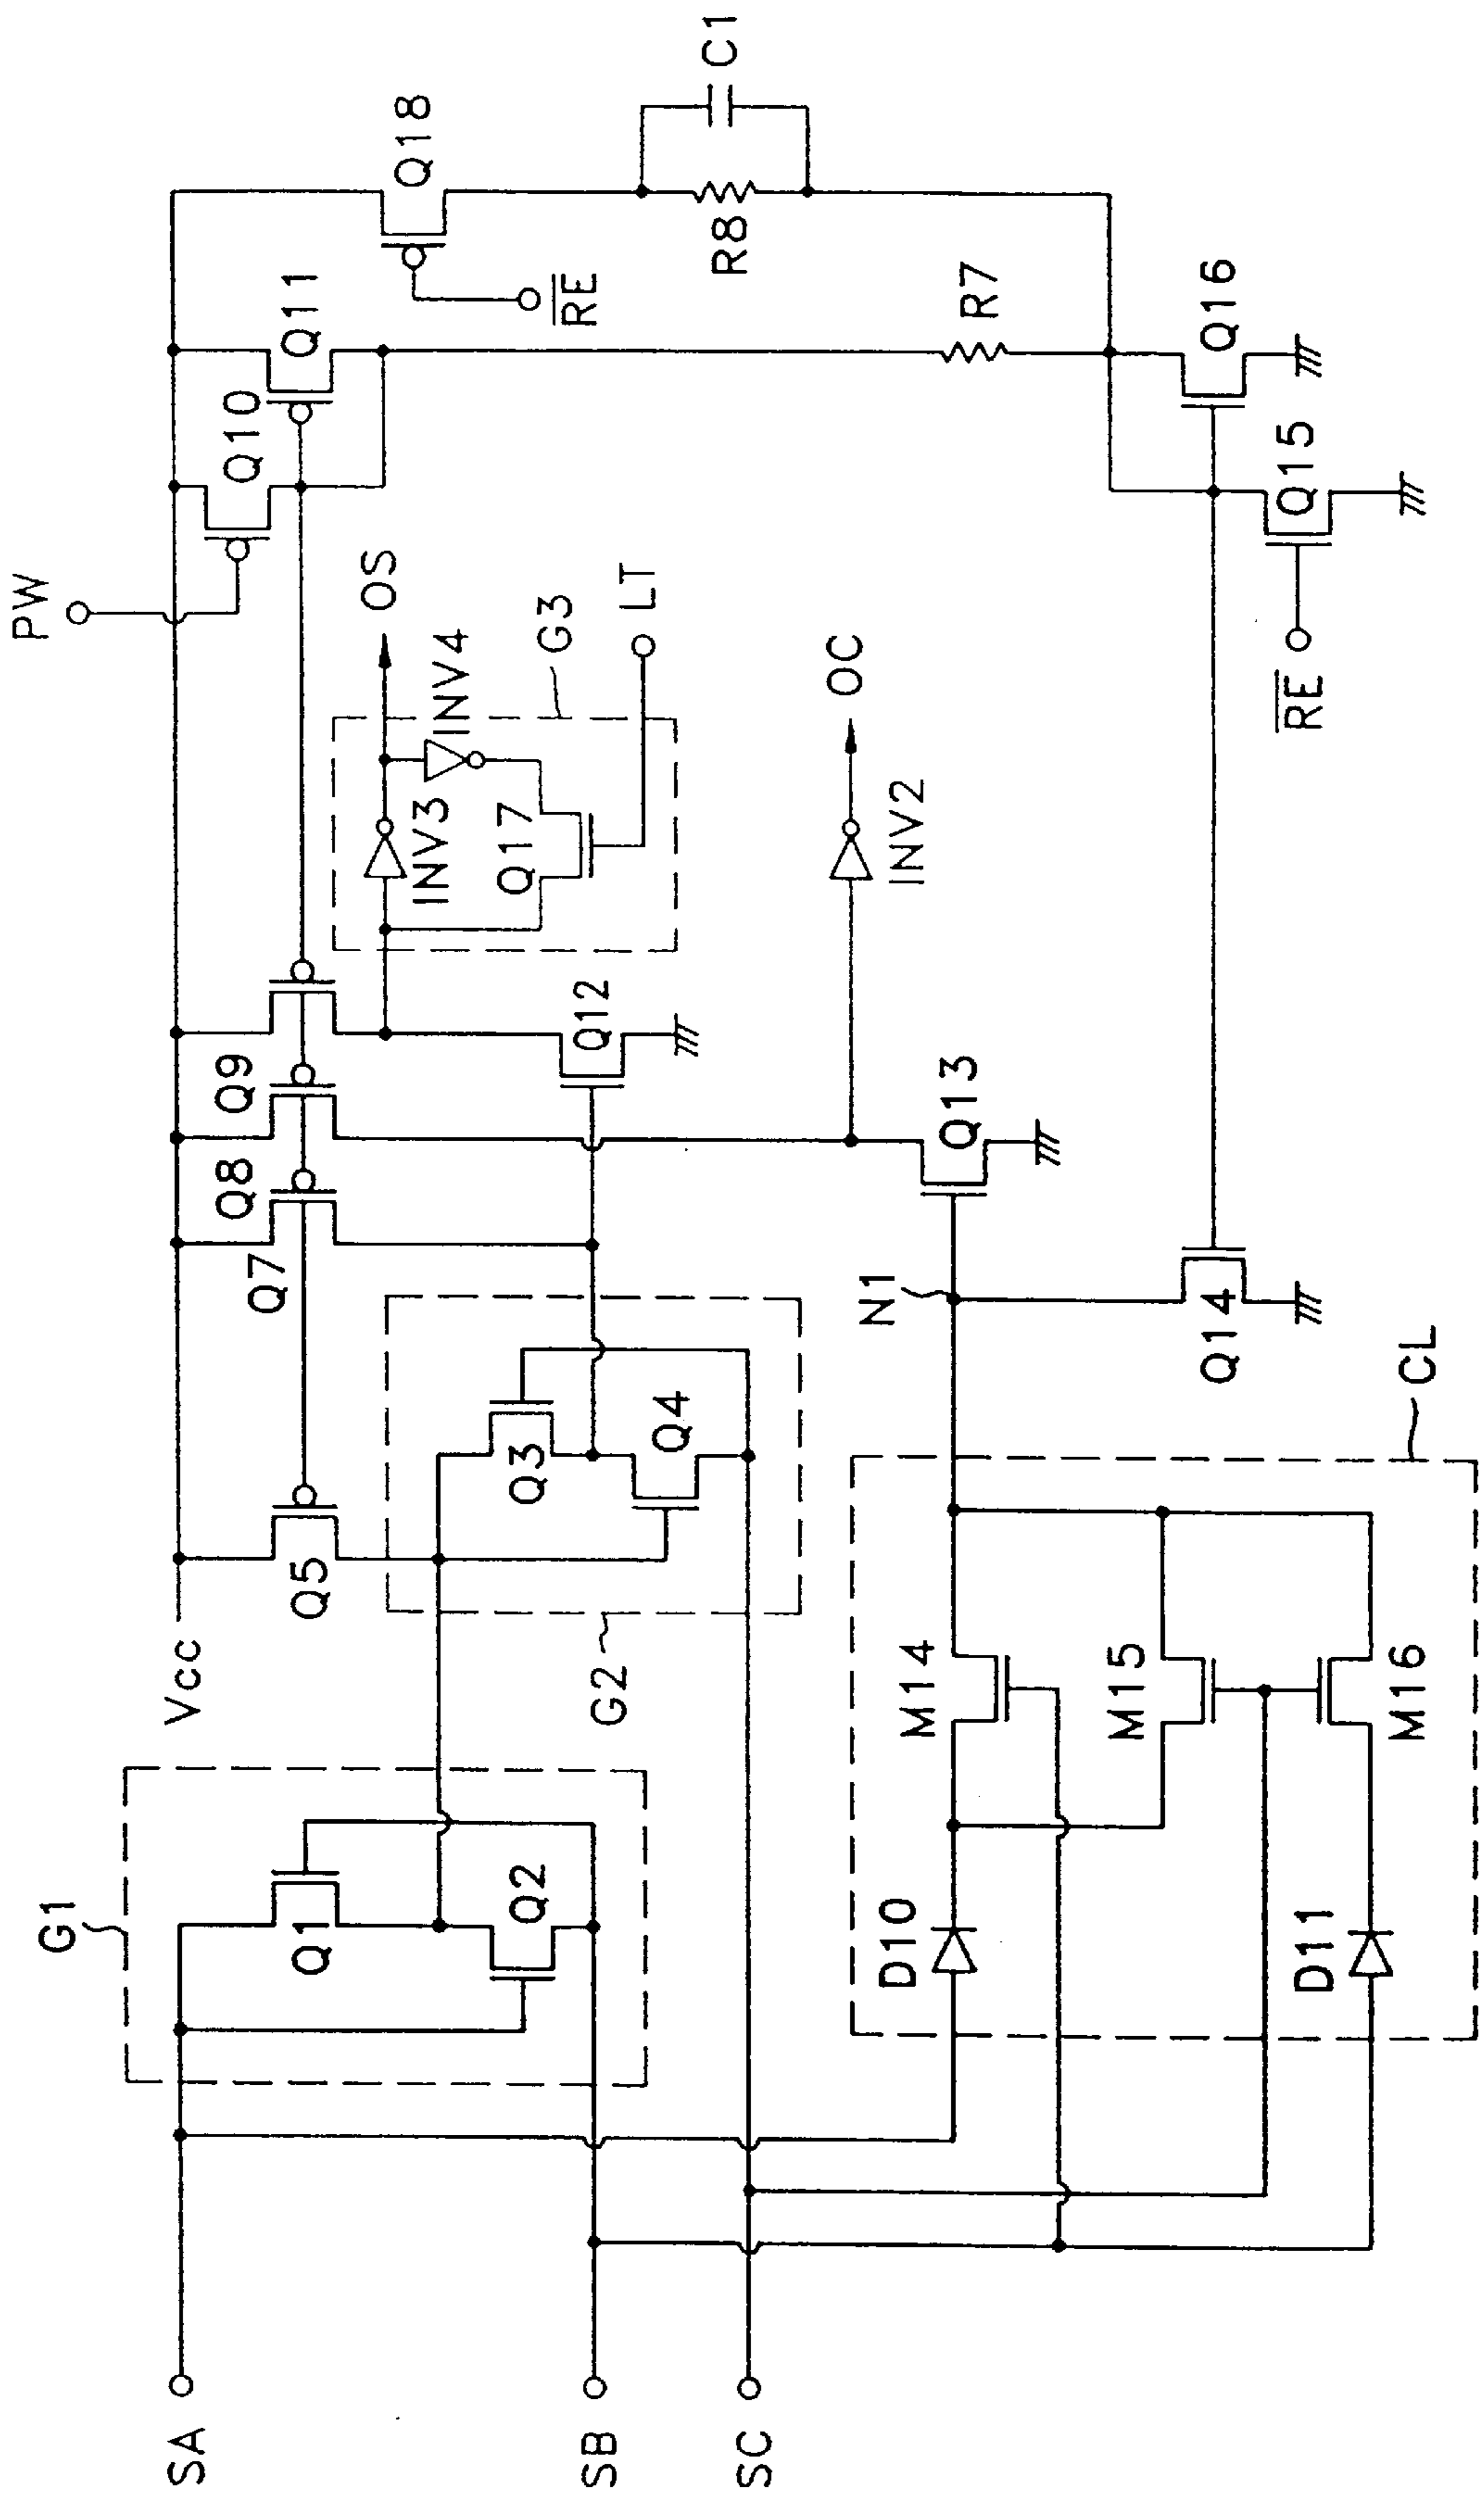 PW
C1
Q18
Q11
Q10
R8
RE
R7
Q16
Q15
RE
OS
INV4
G3
LT
INV3
Q17
OC
INV2
Q9
Q12
Q8
Q13
Q7
N1
Q14
Q3
Q4
CL
Q5
Vcc
G2
M14
M15
M16
G1
Q1
Q2
D10
D11
SA
SB
SC